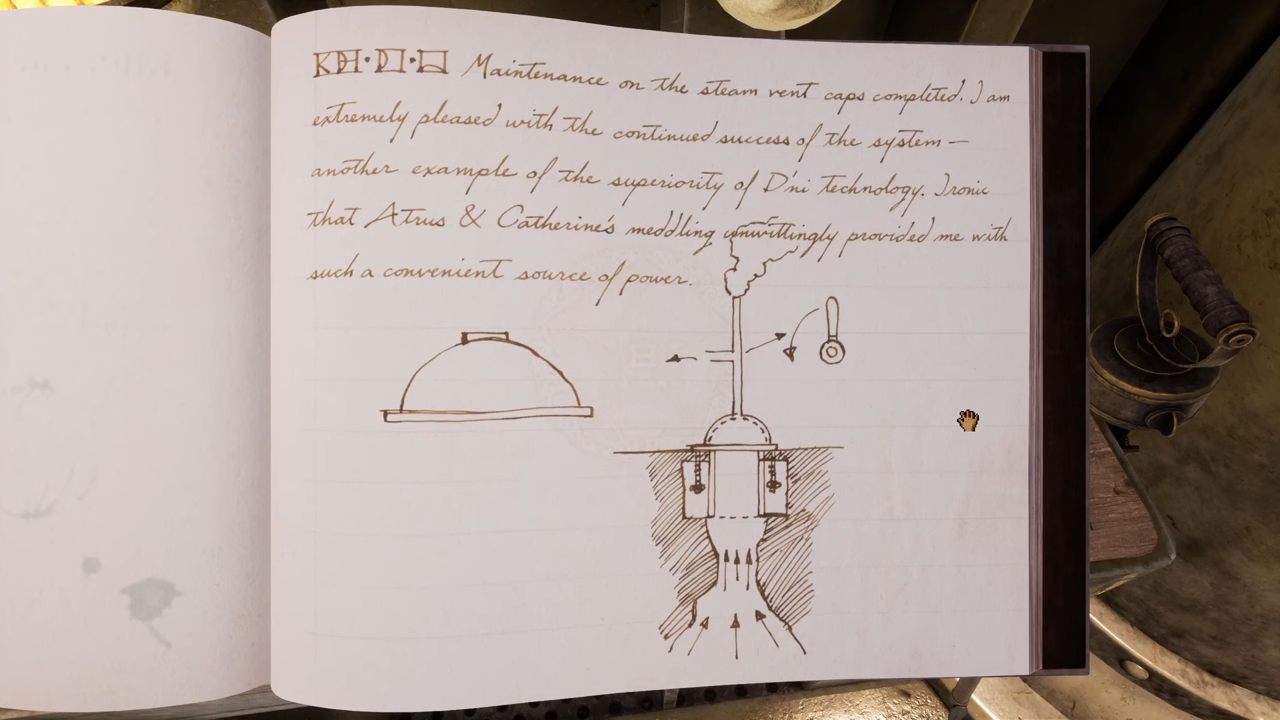 Maintenance on the steam vent caps completed. I am
extremely pleased with the continued success of the system —
another example of the superiority of D'ni technology. Ironic
that Atrus & Catherine's meddling unwittingly provided me with
such a convenient source of power.